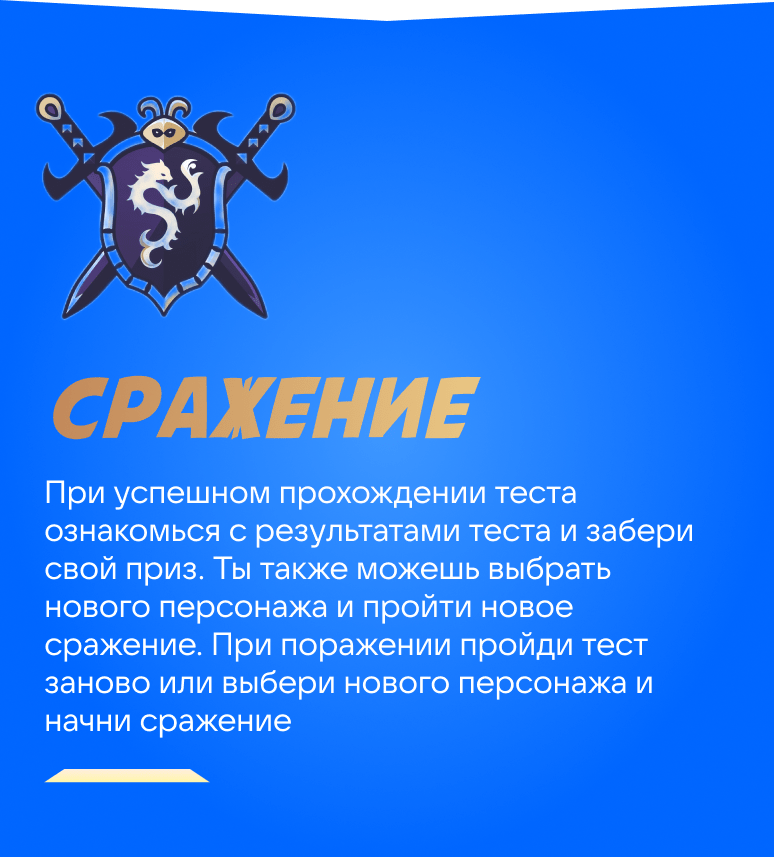 СРАЖЕНИЕ
При успешном прохождении теста
ознакомься с результатами теста и забери
свой приз. Ты также можешь выбрать
нового персонажа и пройти новое
сражение. При поражении пройди тест
заново или выбери нового персонажа и
начни сражение